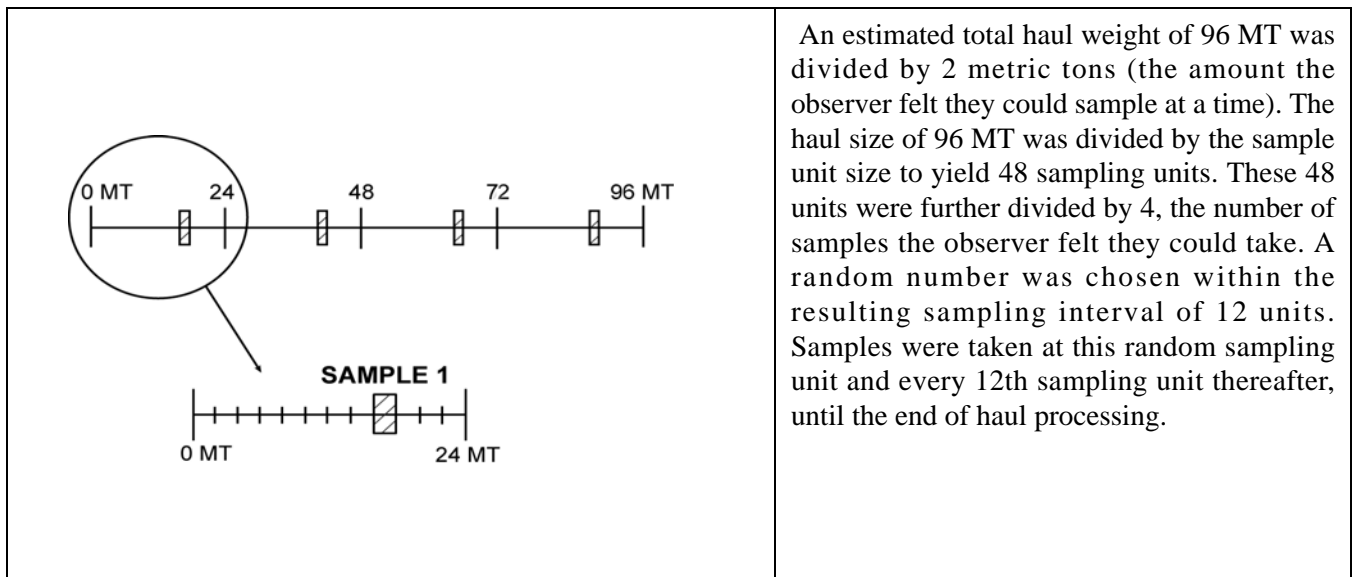 0 MT 24 48 72 96 MT
SAMPLE 1
0 MT 24 MT
An estimated total haul weight of 96 MT was
divided by 2 metric tons (the amount the
observer felt they could sample at a time). The
haul size of 96 MT was divided by the sample
unit size to yield 48 sampling units. These 48
units were further divided by 4, the number of
samples the observer felt they could take. A
random number was chosen within the
resulting sampling interval of 12 units.
Samples were taken at this random sampling
unit and every 12th sampling unit thereafter,
until the end of haul processing.